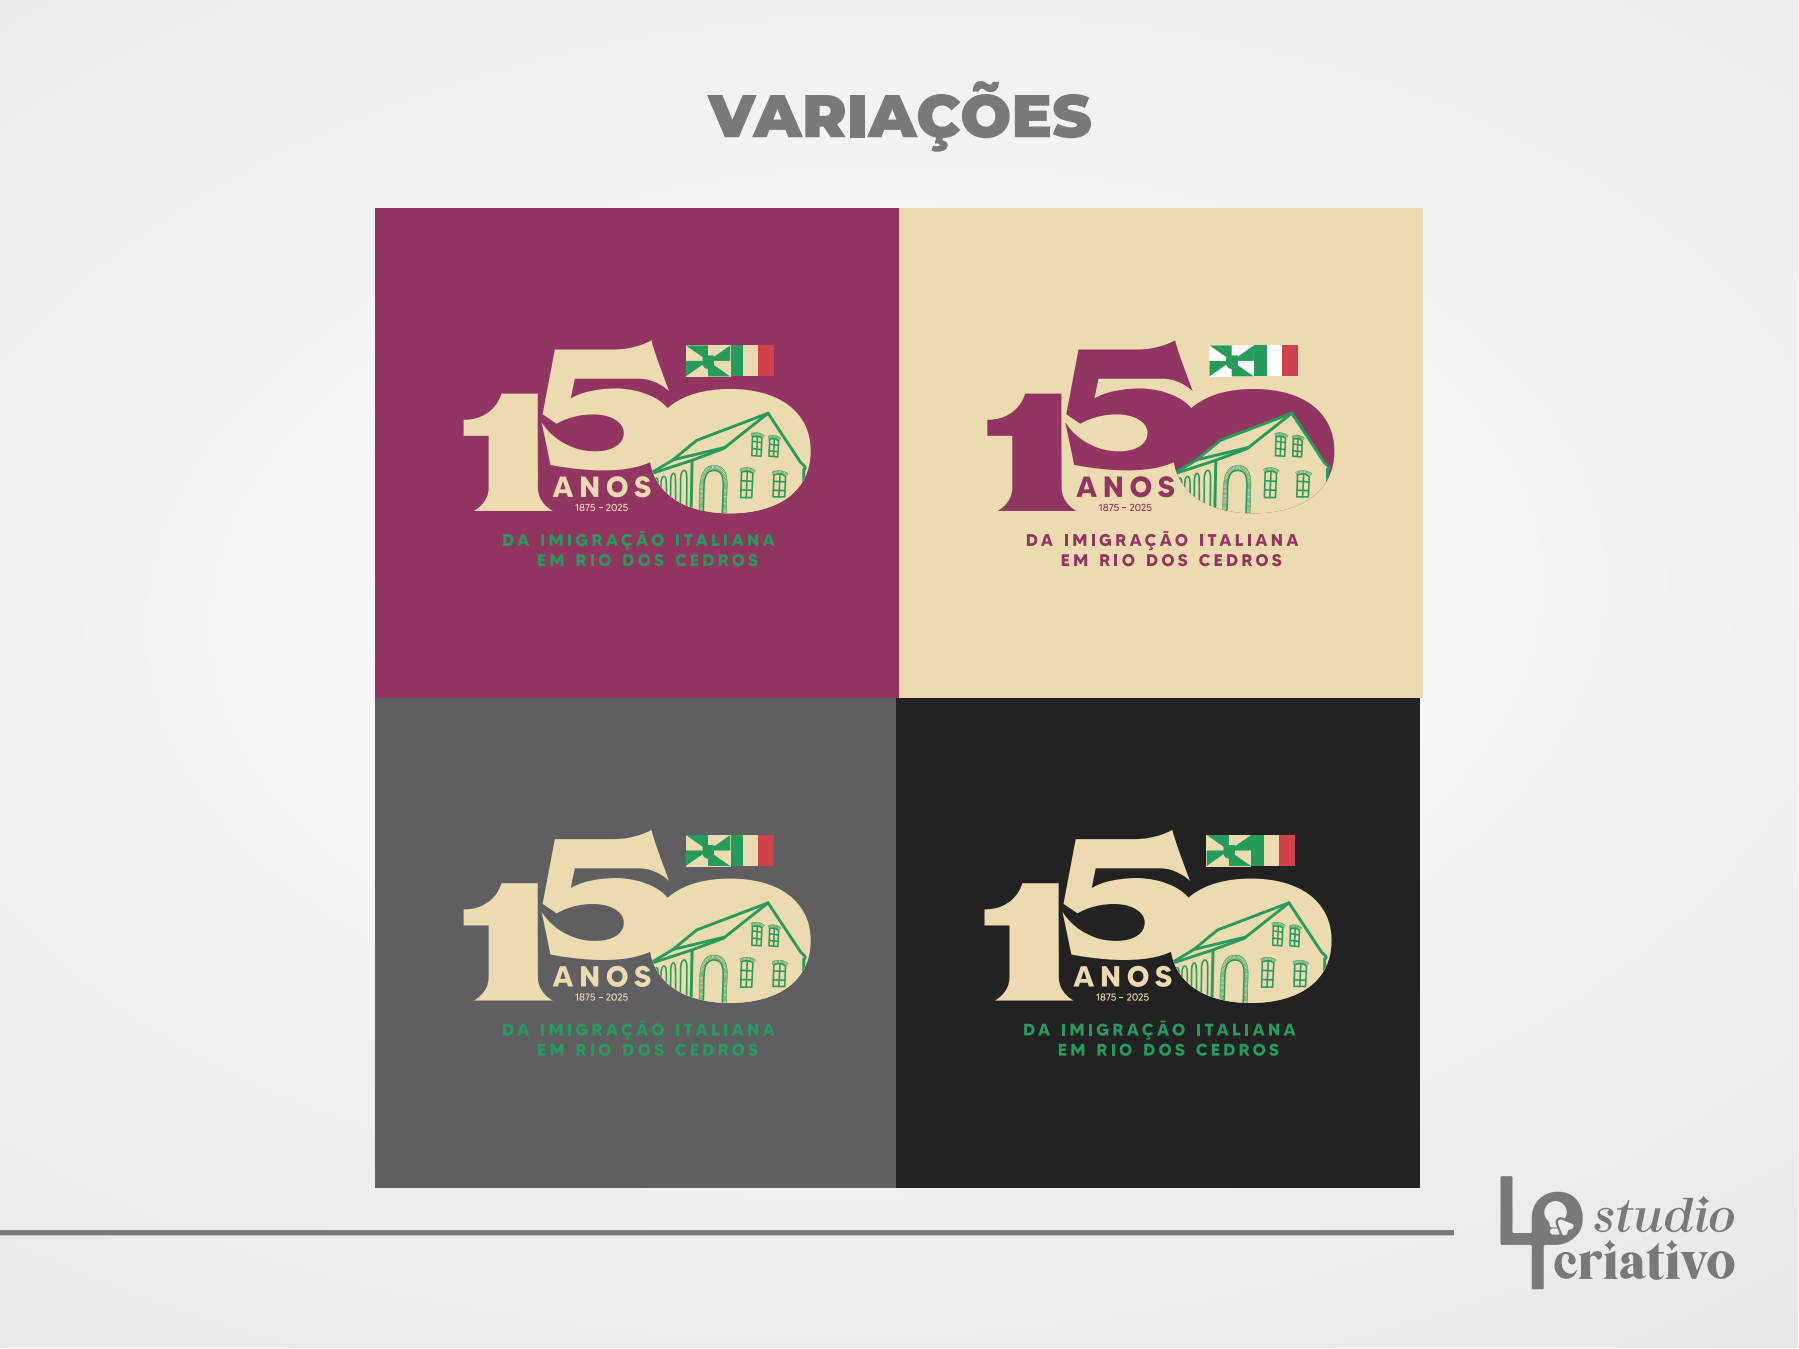 VARIAÇÕES
150
ANOS
1875 - 2025
DA IMIGRAÇÃO ITALIANA
EM RIO DOS CEDROS
150
ANOS
1875 - 2025
DA IMIGRAÇÃO ITALIANA
EM RIO DOS CEDROS
150
ANOS
1875 - 2025
DA IMIGRAÇÃO ITALIANA
EM RIO DOS CEDROS
150
ANOS
1875 - 2025
DA IMIGRAÇÃO ITALIANA
EM RIO DOS CEDROS
LP studio
criativo